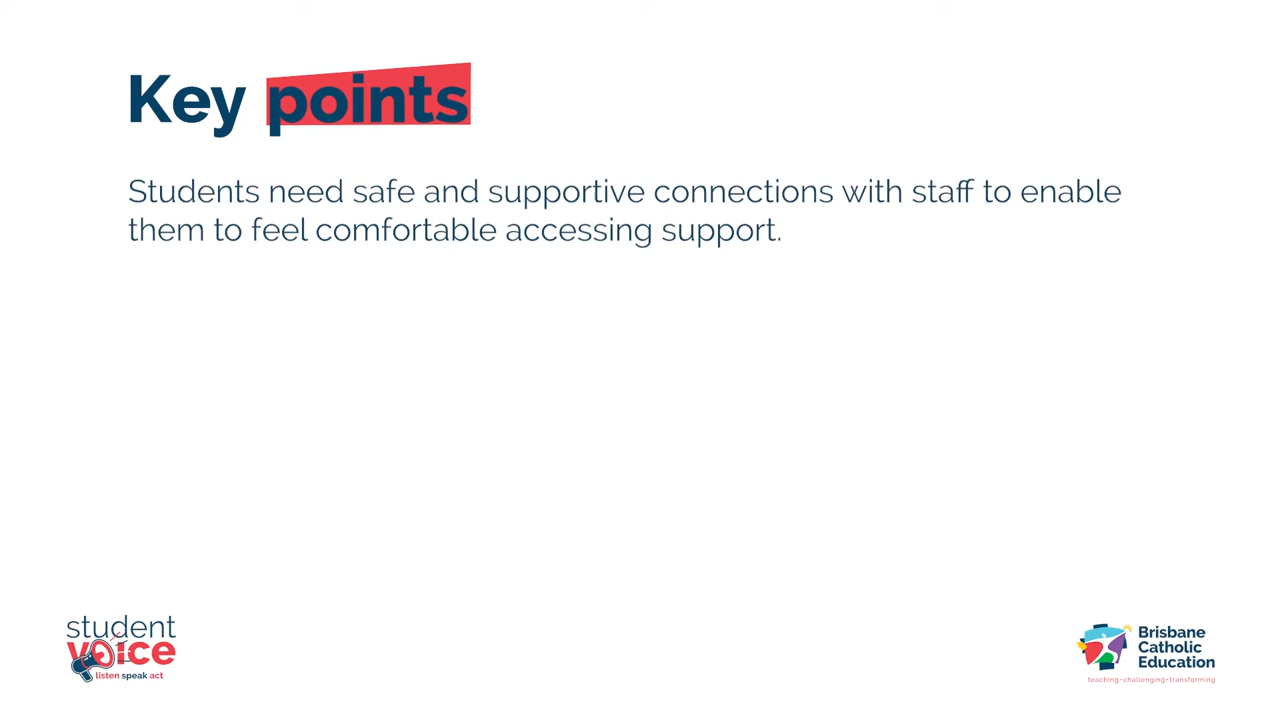 Key points
Students need safe and supportive connections with staff to enable
them to feel comfortable accessing support.
student
voice
listen speak act
Brisbane
Catholic
Education
teaching·challenging·transforming